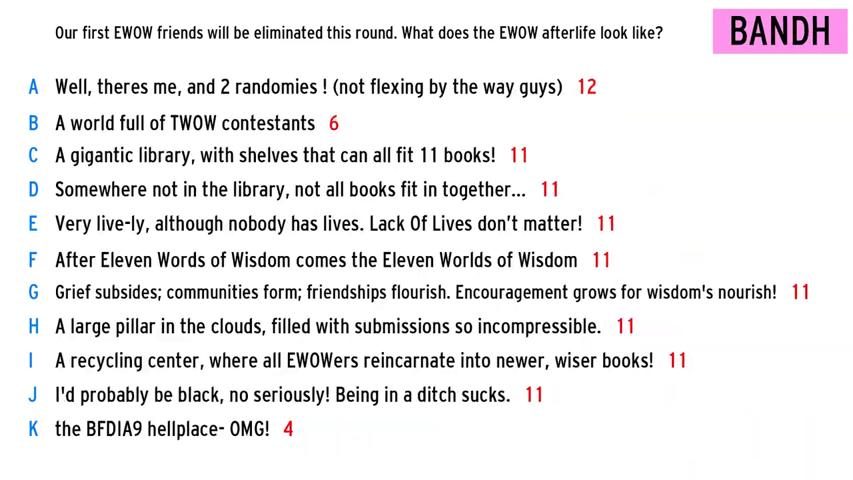 Our first EWOW friends will be eliminated this round. What does the EWOW afterlife look like?
BANDH
A Well, theres me, and 2 randomies ! (not flexing by the way guys) 12
B A world full of TWOW contestants 6
C A gigantic library, with shelves that can all fit 11 books! 11
D Somewhere not in the library, not all books fit in together... 11
E Very live-ly, although nobody has lives. Lack Of Lives don't matter! 11
F After Eleven Words of Wisdom comes the Eleven Worlds of Wisdom 11
G Grief subsides; communities form; friendships flourish. Encouragement grows for wisdom's nourish! 11
H A large pillar in the clouds, filled with submissions so incompressible. 11
I A recycling center, where all EWOWers reincarnate into newer, wiser books! 11
J I'd probably be black, no seriously! Being in a ditch sucks. 11
K the BFDIA9 hellplace- OMG! 4